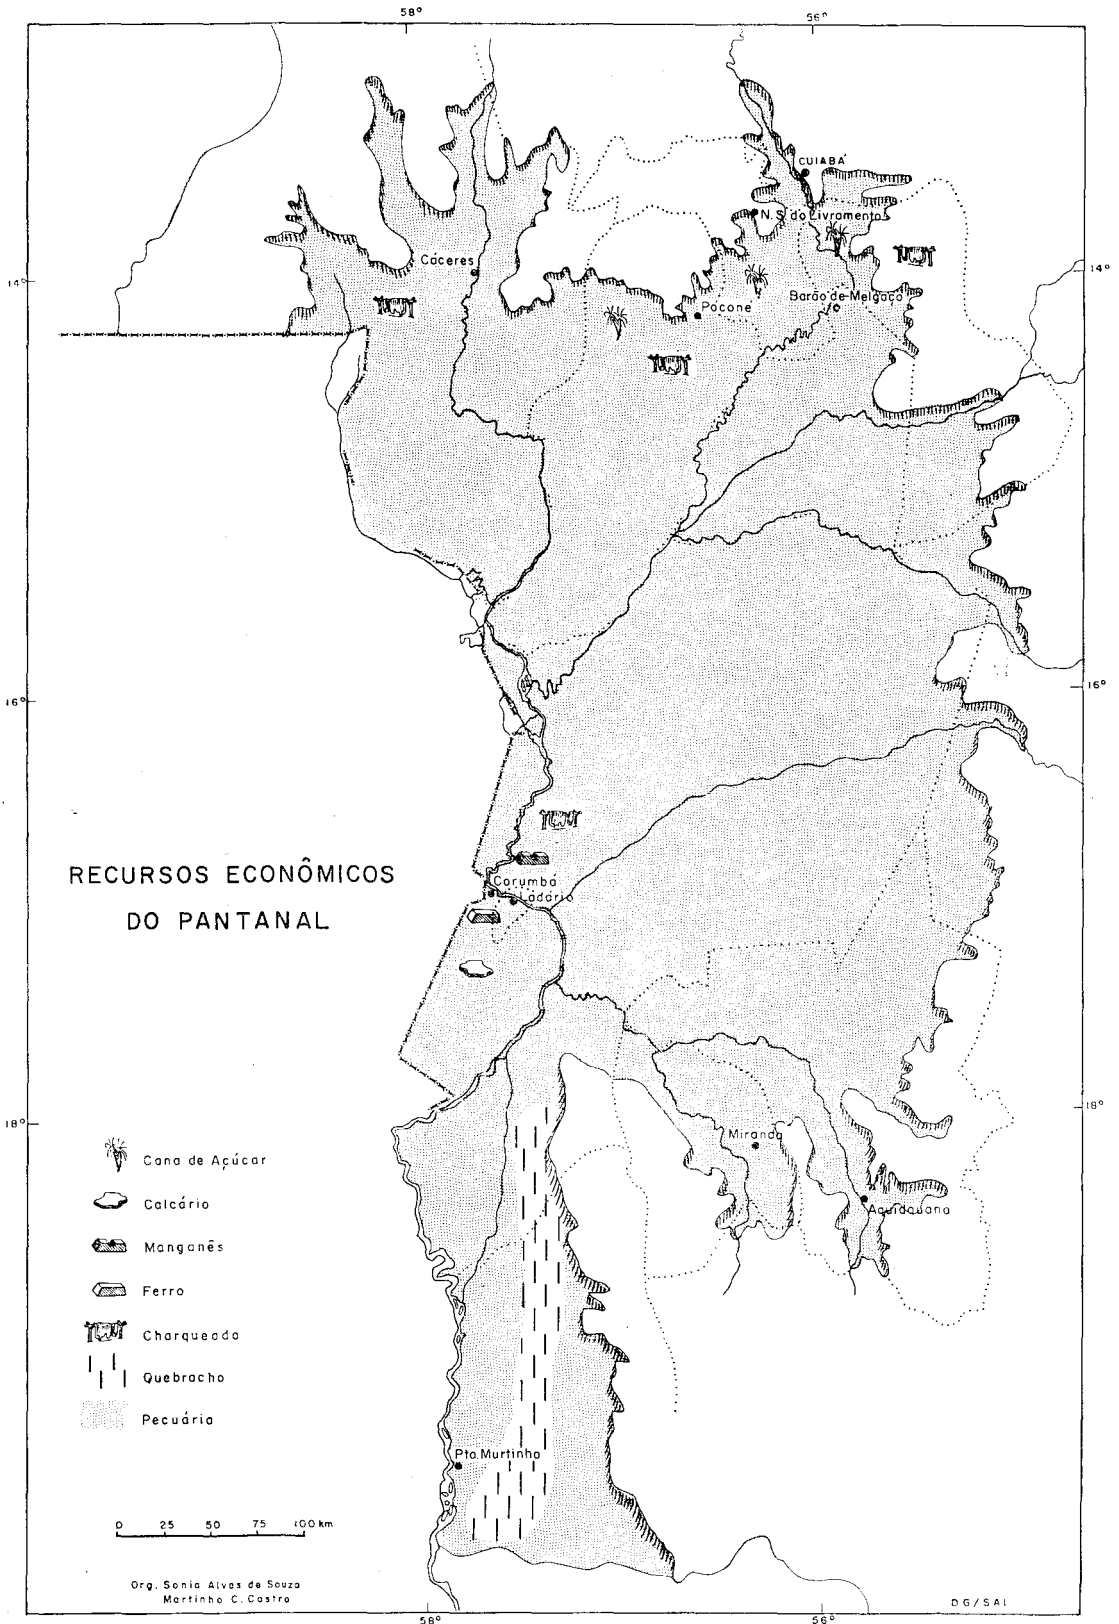 58° 56°
CUIABÁ
N.S. do Livramento
Cáceres
14° 14°
Barão de Melgaço
Poconé
16° 16°
RECURSOS ECONÔMICOS
DO PANTANAL
Corumbá
Ladário
18° 18°
Miranda
Aquidauana
Cana de Açúcar
Calcário
Manganês
Ferro
Charqueada
Quebracho
Pecuária
Pto. Murtinho
0 25 50 75 100 km
Org. Sonia Alves de Souza
Martinho C. Castro
DG/SAI
58° 56°